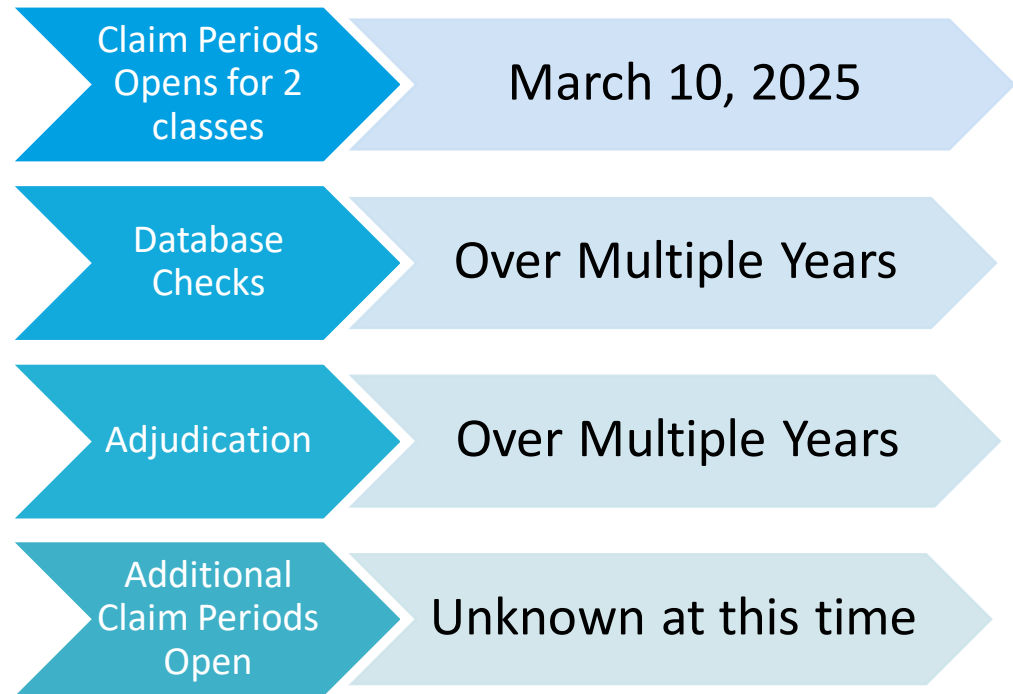 Claim Periods
Opens for 2
classes
March 10, 2025
Database
Checks
Over Multiple Years
Adjudication
Over Multiple Years
Additional
Claim Periods
Open
Unknown at this time